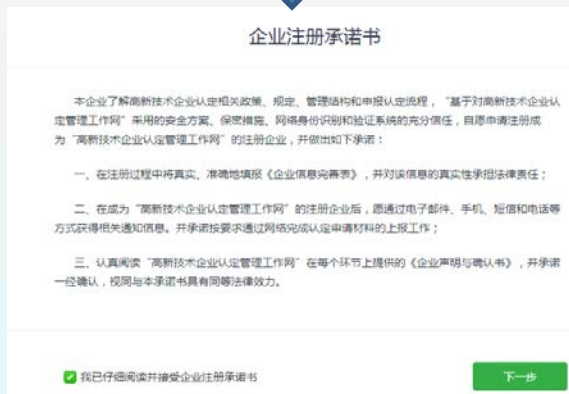 企业注册承诺书
本企业了解高新技术企业认定相关政策、规定、管理结构和申报认定流程，“基于对高新技术企业认
定管理工作网”采用的安全方案、保密措施、网络身份识别和验证系统的充分信任，自愿申请注册成
为“高新技术企业认定管理工作网”的注册企业，并做出如下承诺：
一、在注册过程中将真实、准确地填报《企业信息完善表》，并对该信息的真实性承担法律责任；
二、在成为“高新技术企业认定管理工作网”的注册企业后，愿通过电子邮件、手机、短信和电话等
方式获得相关通知信息。并承诺按要求通过网络完成认定申请材料的上报工作；
三、认真阅读“高新技术企业认定管理工作网”在每个环节上提供的《企业声明与确认书》，并承诺
一经确认，视同与本承诺书具有同等法律效力。
我已仔细阅读并接受企业注册承诺书
下一步